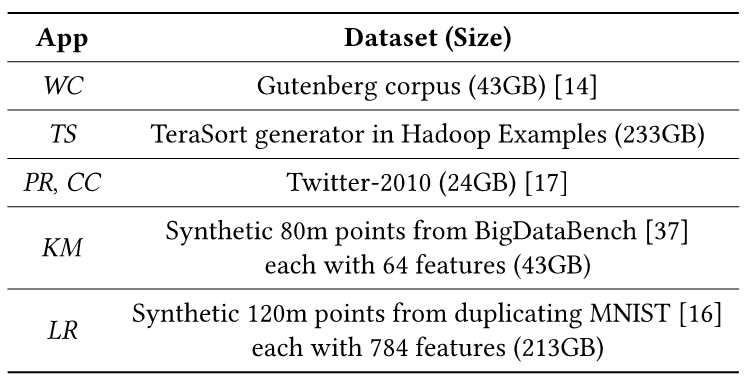 App Dataset (Size)
WC Gutenberg corpus (43GB) [14]
TS TeraSort generator in Hadoop Examples (233GB)
PR, CC Twitter-2010 (24GB) [17]
KM Synthetic 80m points from BigDataBench [37]
each with 64 features (43GB)
LR Synthetic 120m points from duplicating MNIST [16]
each with 784 features (213GB)